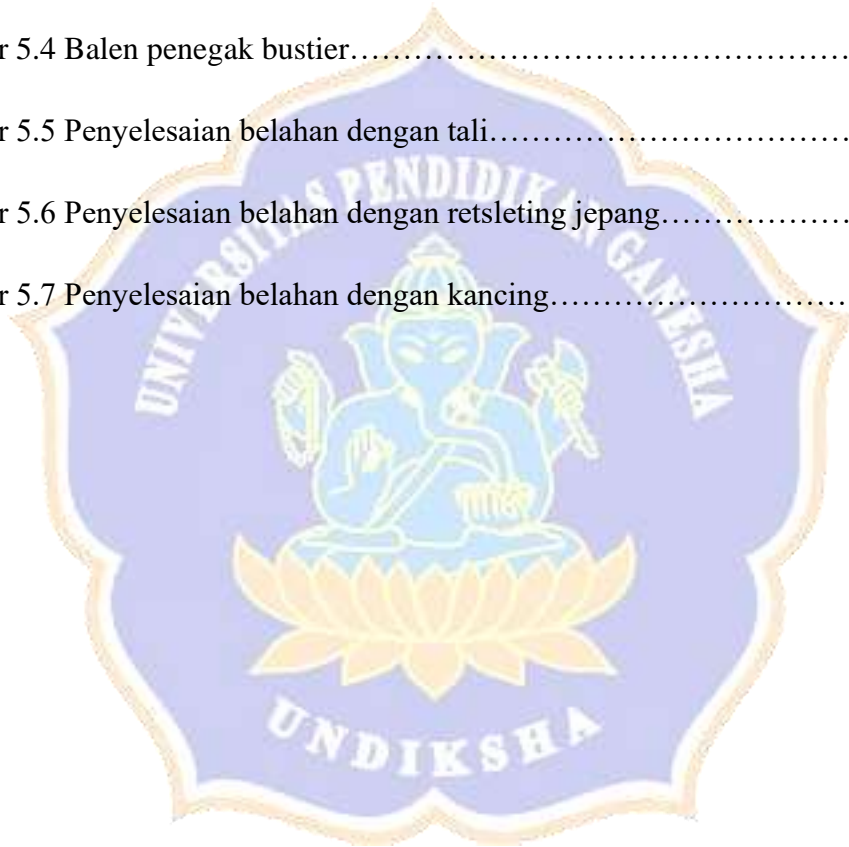 r 5.4 Balen penegak bustier……………………………………………
r 5.5 Penyelesaian belahan dengan tali………………………………
r 5.6 Penyelesaian belahan dengan retsleting jepang………………
r 5.7 Penyelesaian belahan dengan kancing…………………………
UNIVERSITAS PENDIDIKAN GANESHA
UNDIKSHA